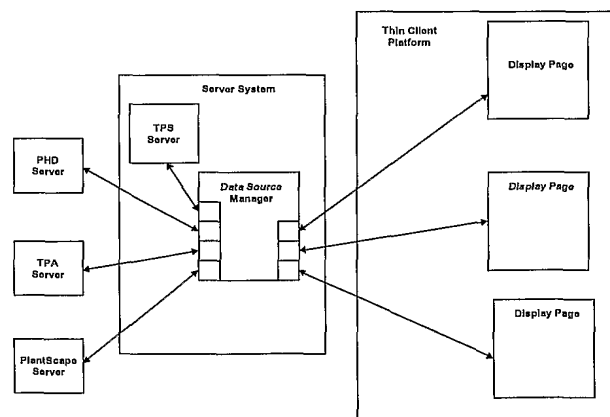 Thin Client
Platform
Display Page
Server System
TPS
Server
PHD
Server
Data Source
Manager
Display Page
TPA
Server
Display Page
PlantScape
Server